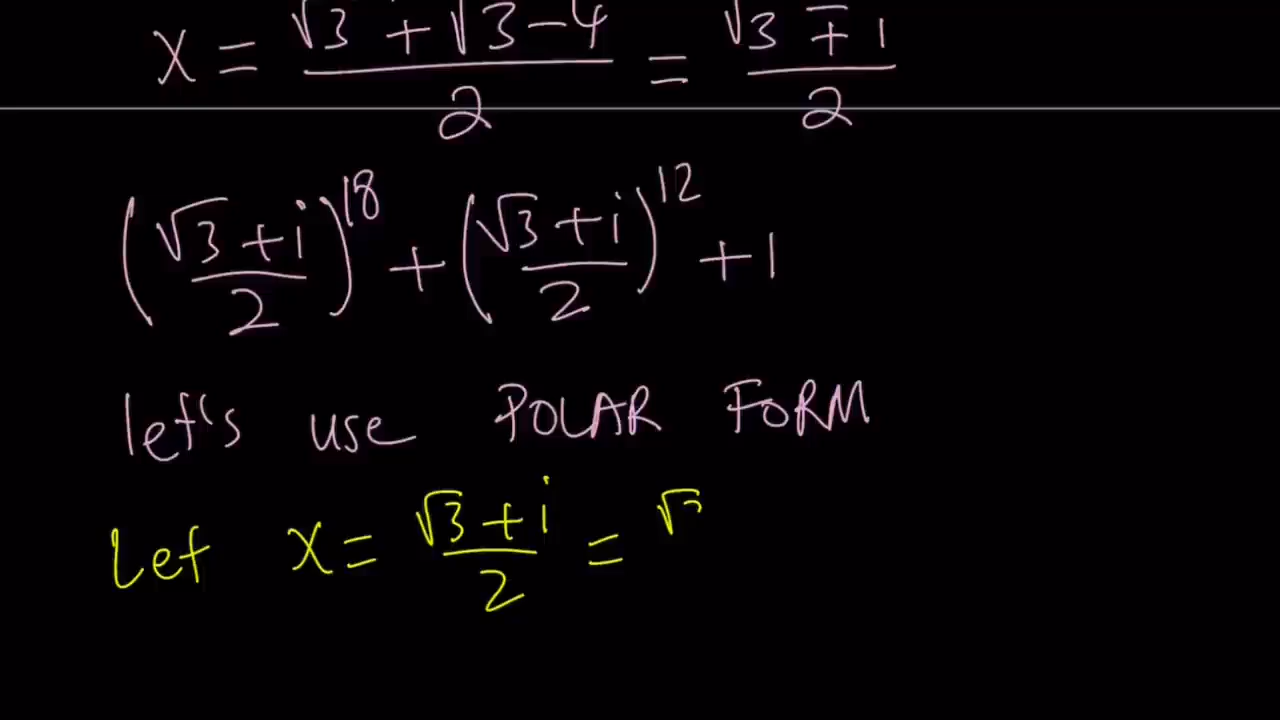 x = (√3 + √3-4)/2 = (√3 ∓ i)/2
((√3+i)/2)^18 + ((√3+i)/2)^12 + 1
let's use POLAR FORM
Let x = (√3+i)/2 = √